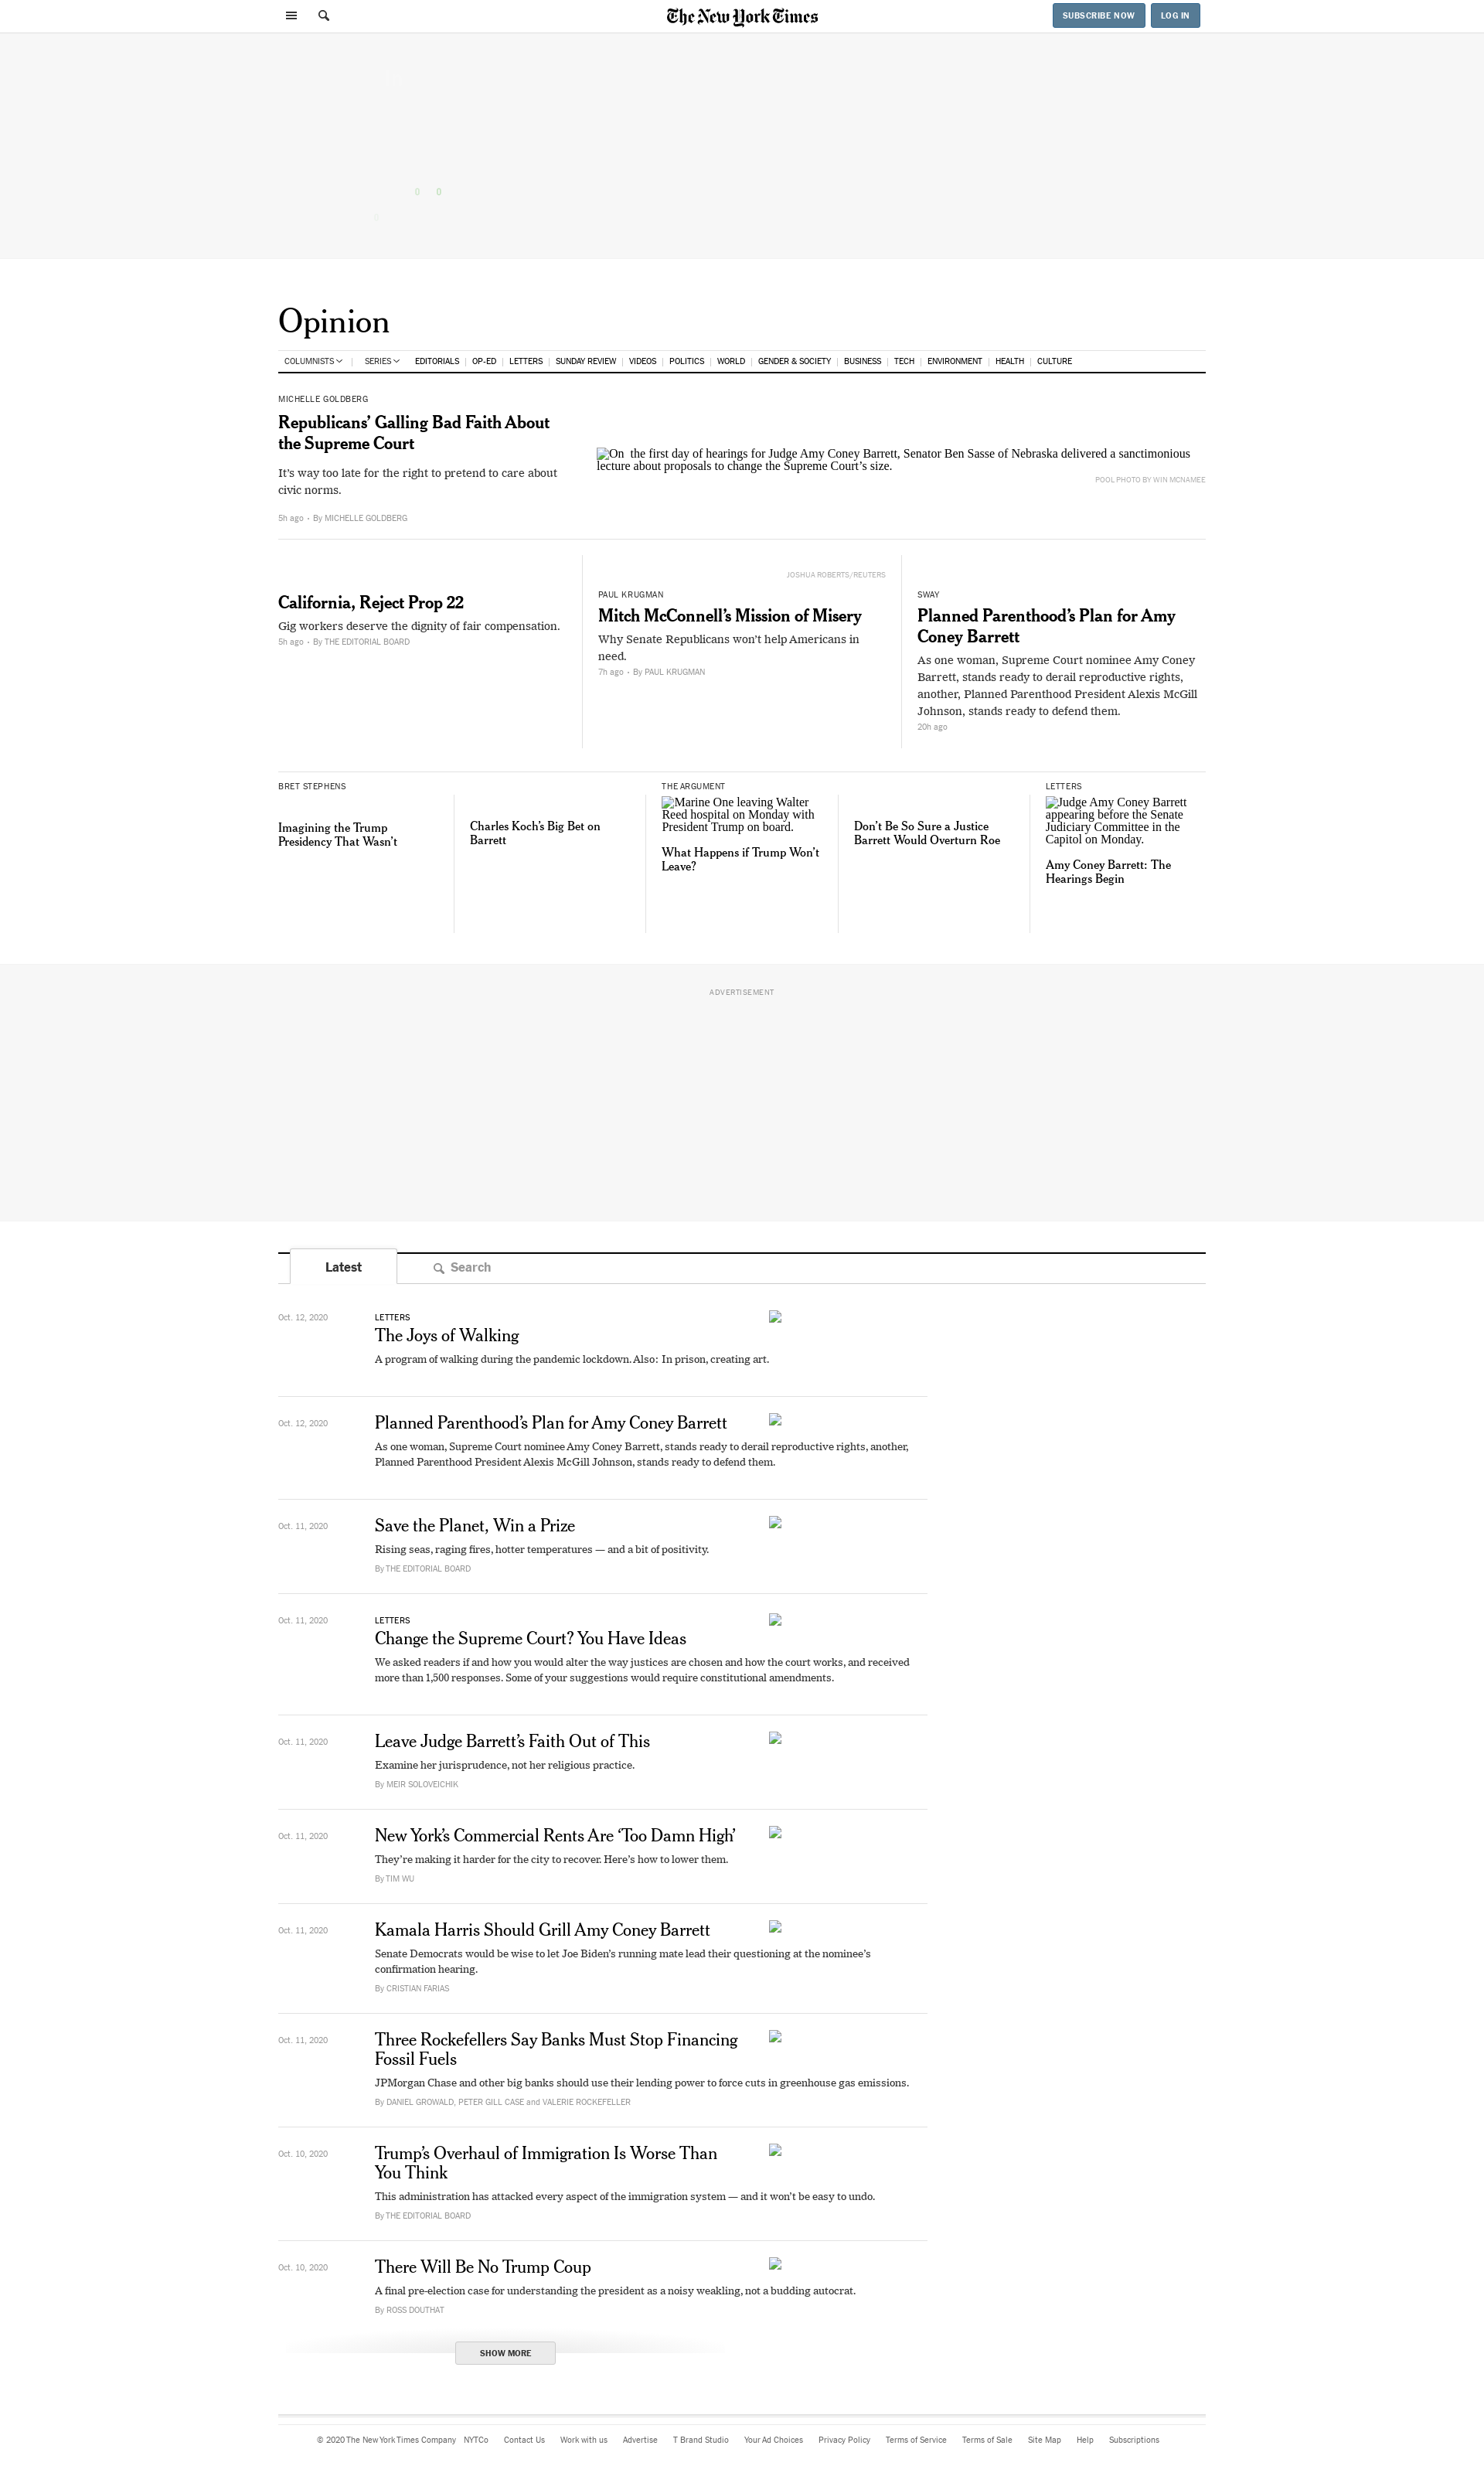 The New York Times
SUBSCRIBE NOW
LOG IN
0 0
Opinion
COLUMNISTS SERIES EDITORIALS OP-ED LETTERS SUNDAY REVIEW VIDEOS POLITICS WORLD GENDER & SOCIETY BUSINESS TECH ENVIRONMENT HEALTH CULTURE
MICHELLE GOLDBERG
Republicans’ Galling Bad Faith About
the Supreme Court
It’s way too late for the right to pretend to care about
civic norms.
5h ago • By MICHELLE GOLDBERG
On the first day of hearings for Judge Amy Coney Barrett, Senator Ben Sasse of Nebraska delivered a sanctimonious
lecture about proposals to change the Supreme Court’s size.
POOL PHOTO BY WIN MCNAMEE
California, Reject Prop 22
Gig workers deserve the dignity of fair compensation.
5h ago • By THE EDITORIAL BOARD
JOSHUA ROBERTS/REUTERS
PAUL KRUGMAN
Mitch McConnell’s Mission of Misery
Why Senate Republicans won’t help Americans in
need.
7h ago • By PAUL KRUGMAN
SWAY
Planned Parenthood’s Plan for Amy
Coney Barrett
As one woman, Supreme Court nominee Amy Coney
Barrett, stands ready to derail reproductive rights,
another, Planned Parenthood President Alexis McGill
Johnson, stands ready to defend them.
20h ago
BRET STEPHENS
Imagining the Trump
Presidency That Wasn’t
Charles Koch’s Big Bet on
Barrett
THE ARGUMENT
Marine One leaving Walter
Reed hospital on Monday with
President Trump on board.
What Happens if Trump Won’t
Leave?
Don’t Be So Sure a Justice
Barrett Would Overturn Roe
LETTERS
Judge Amy Coney Barrett
appearing before the Senate
Judiciary Committee in the
Capitol on Monday.
Amy Coney Barrett: The
Hearings Begin
ADVERTISEMENT
Latest
Search
Oct. 12, 2020
LETTERS
The Joys of Walking
A program of walking during the pandemic lockdown. Also: In prison, creating art.
Oct. 12, 2020
Planned Parenthood’s Plan for Amy Coney Barrett
As one woman, Supreme Court nominee Amy Coney Barrett, stands ready to derail reproductive rights, another,
Planned Parenthood President Alexis McGill Johnson, stands ready to defend them.
Oct. 11, 2020
Save the Planet, Win a Prize
Rising seas, raging fires, hotter temperatures — and a bit of positivity.
By THE EDITORIAL BOARD
Oct. 11, 2020
LETTERS
Change the Supreme Court? You Have Ideas
We asked readers if and how you would alter the way justices are chosen and how the court works, and received
more than 1,500 responses. Some of your suggestions would require constitutional amendments.
Oct. 11, 2020
Leave Judge Barrett’s Faith Out of This
Examine her jurisprudence, not her religious practice.
By MEIR SOLOVEICHIK
Oct. 11, 2020
New York’s Commercial Rents Are ‘Too Damn High’
They’re making it harder for the city to recover. Here’s how to lower them.
By TIM WU
Oct. 11, 2020
Kamala Harris Should Grill Amy Coney Barrett
Senate Democrats would be wise to let Joe Biden’s running mate lead their questioning at the nominee’s
confirmation hearing.
By CRISTIAN FARIAS
Oct. 11, 2020
Three Rockefellers Say Banks Must Stop Financing
Fossil Fuels
JPMorgan Chase and other big banks should use their lending power to force cuts in greenhouse gas emissions.
By DANIEL GROWALD, PETER GILL CASE and VALERIE ROCKEFELLER
Oct. 10, 2020
Trump’s Overhaul of Immigration Is Worse Than
You Think
This administration has attacked every aspect of the immigration system — and it won’t be easy to undo.
By THE EDITORIAL BOARD
Oct. 10, 2020
There Will Be No Trump Coup
A final pre-election case for understanding the president as a noisy weakling, not a budding autocrat.
By ROSS DOUTHAT
SHOW MORE
© 2020 The New York Times Company NYTCo Contact Us Work with us Advertise T Brand Studio Your Ad Choices Privacy Policy Terms of Service Terms of Sale Site Map Help Subscriptions